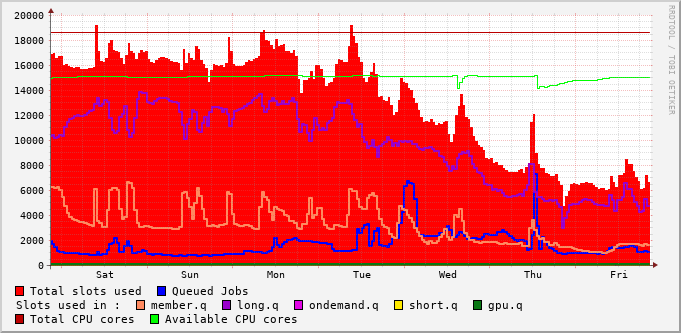 20000
18000
16000
14000
12000
10000
8000
6000
4000
2000
0
Sat Sun Mon Tue Wed Thu Fri
RRDTOOL / TOBI OETIKER
Total slots used Queued Jobs
Slots used in : member.q long.q ondemand.q short.q gpu.q
Total CPU cores Available CPU cores